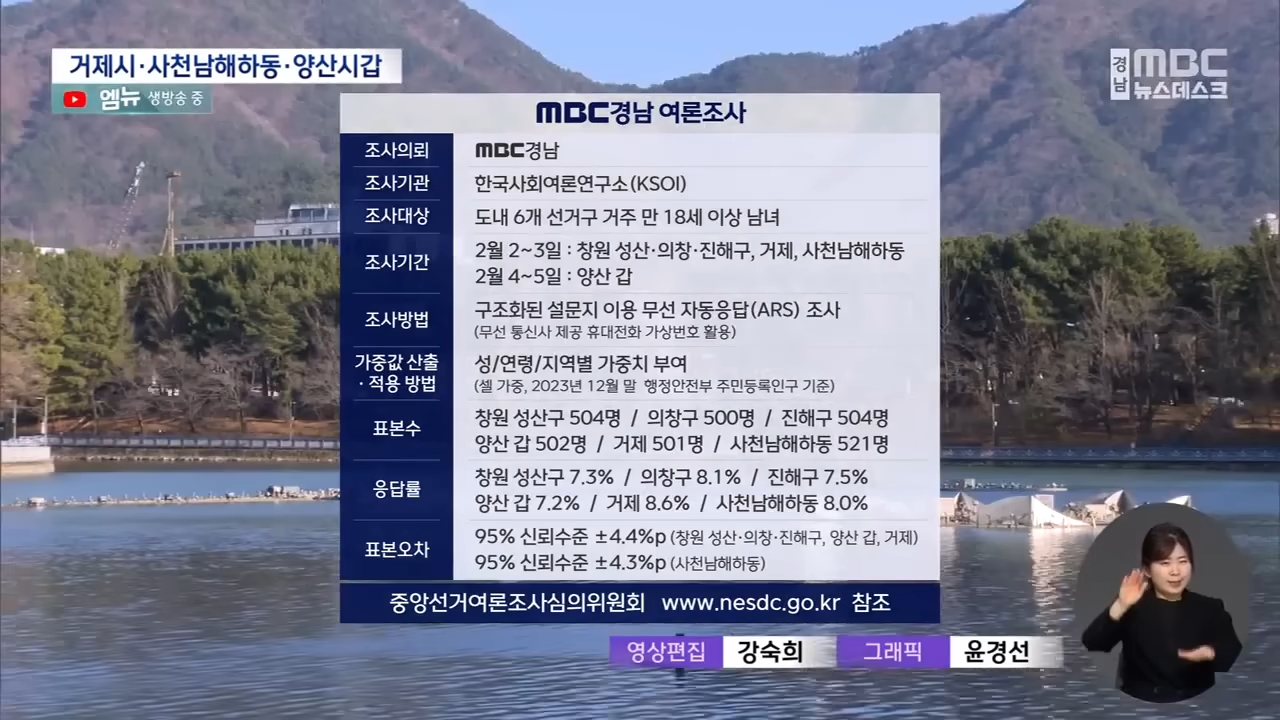 거제시·사천남해하동·양산시갑
엠뉴 생방송 중
경남 MBC
뉴스데스크
MBC경남 여론조사
조사의뢰 MBC경남
조사기관 한국사회여론연구소(KSOI)
조사대상 도내 6개 선거구 거주 만 18세 이상 남녀
조사기간 2월 2~3일 : 창원 성산·의창·진해구, 거제, 사천남해하동
2월 4~5일 : 양산 갑
조사방법 구조화된 설문지 이용 무선 자동응답(ARS) 조사
(무선 통신사 제공 휴대전화 가상번호 활용)
가중값 산출 성/연령/지역별 가중치 부여
·적용 방법 (셀 가중, 2023년 12월 말 행정안전부 주민등록인구 기준)
표본수 창원 성산구 504명 / 의창구 500명 / 진해구 504명
양산 갑 502명 / 거제 501명 / 사천남해하동 521명
응답률 창원 성산구 7.3% / 의창구 8.1% / 진해구 7.5%
양산 갑 7.2% / 거제 8.6% / 사천남해하동 8.0%
표본오차 95% 신뢰수준 ±4.4%p (창원 성산·의창·진해구, 양산 갑, 거제)
95% 신뢰수준 ±4.3%p (사천남해하동)
중앙선거여론조사심의위원회 www.nesdc.go.kr 참조
영상편집 강숙희 그래픽 윤경선